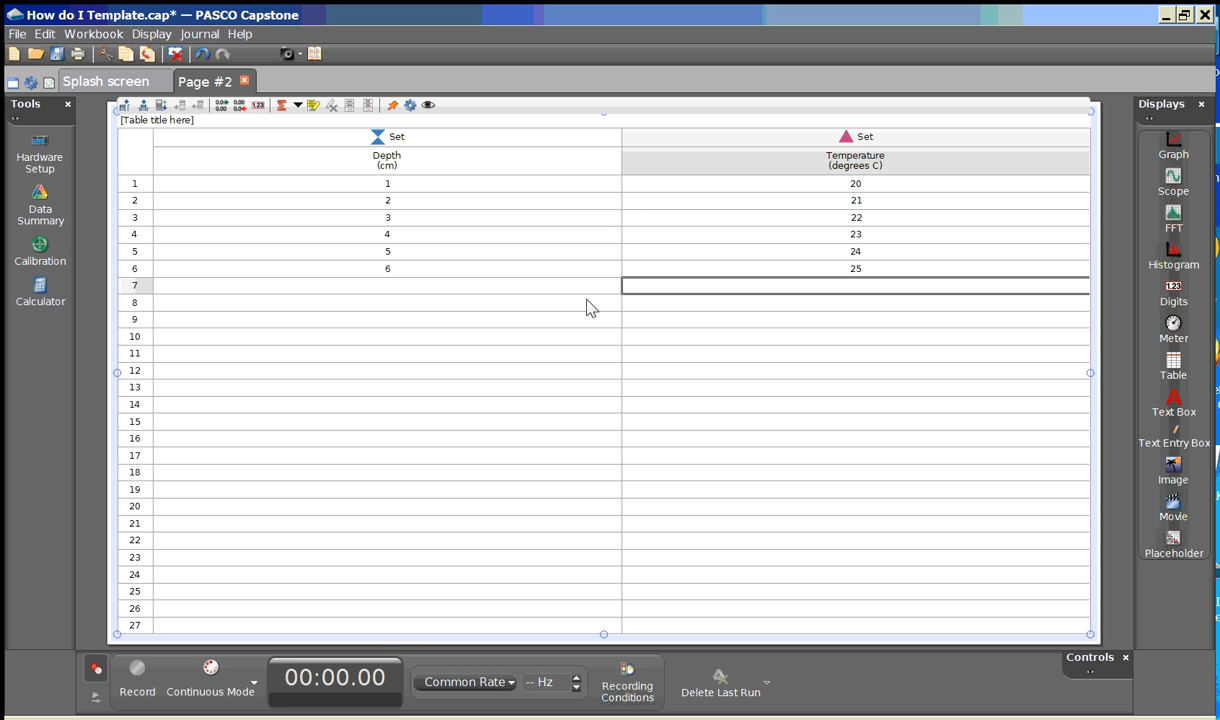 How do I Template.cap* — PASCO Capstone
File Edit Workbook Display Journal Help
Splash screen Page #2
Tools
Hardware
Setup
Data
Summary
Calibration
Calculator
[Table title here]
Set Set
Depth
(cm)
Temperature
(degrees C)
1 1 20
2 2 21
3 3 22
4 4 23
5 5 24
6 6 25
7
8
9
10
11
12
13
14
15
16
17
18
19
20
21
22
23
24
25
26
27
Displays
Graph
Scope
FFT
Histogram
1.23
Digits
Meter
Table
A
Text Box
Text Entry Box
Image
Movie
Placeholder
Record
Continuous Mode
00:00.00
Common Rate
-- Hz
Recording
Conditions
Delete Last Run
Controls